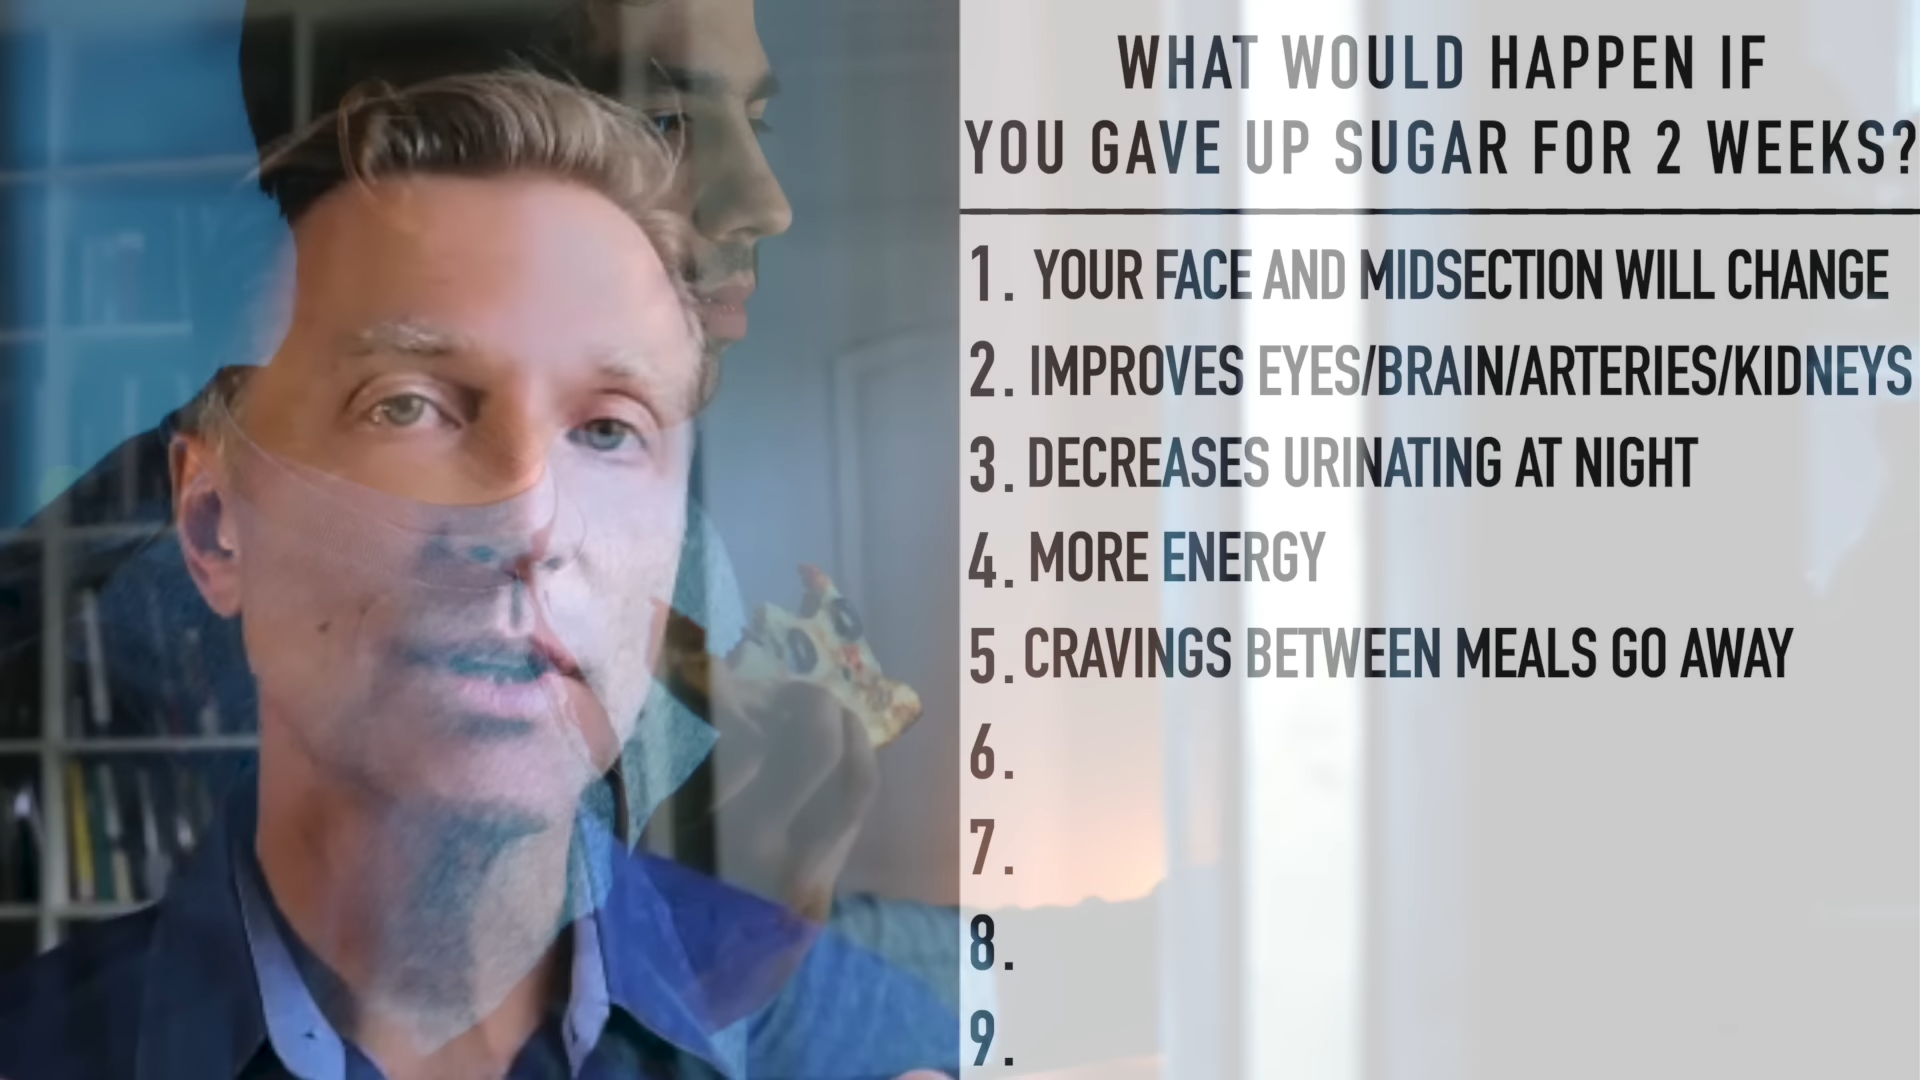 WHAT WOULD HAPPEN IF
YOU GAVE UP SUGAR FOR 2 WEEKS?
1. YOUR FACE AND MIDSECTION WILL CHANGE
2. IMPROVES EYES/BRAIN/ARTERIES/KIDNEYS
3. DECREASES URINATING AT NIGHT
4. MORE ENERGY
5. CRAVINGS BETWEEN MEALS GO AWAY
6.
7.
8.
9.